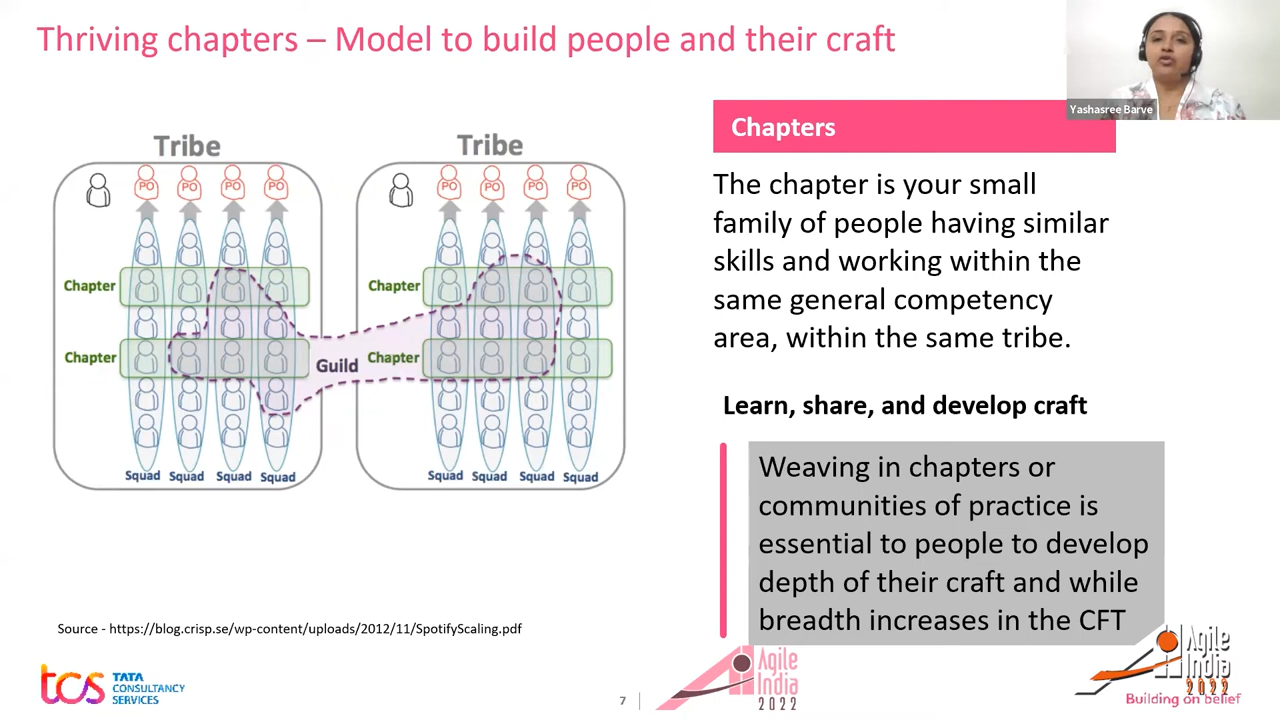 Thriving chapters – Model to build people and their craft
Yashasree Barve
Tribe
Tribe
PO PO PO PO
PO PO PO PO
Chapter
Chapter
Chapter
Guild
Chapter
Squad Squad Squad Squad
Squad Squad Squad Squad
Chapters
The chapter is your small
family of people having similar
skills and working within the
same general competency
area, within the same tribe.
Learn, share, and develop craft
Weaving in chapters or
communities of practice is
essential to people to develop
depth of their craft and while
breadth increases in the CFT
Source - https://blog.crisp.se/wp-content/uploads/2012/11/SpotifyScaling.pdf
tcs
TATA
CONSULTANCY
SERVICES
7
Agile
India
2022
Agile
India
2022
Building on belief